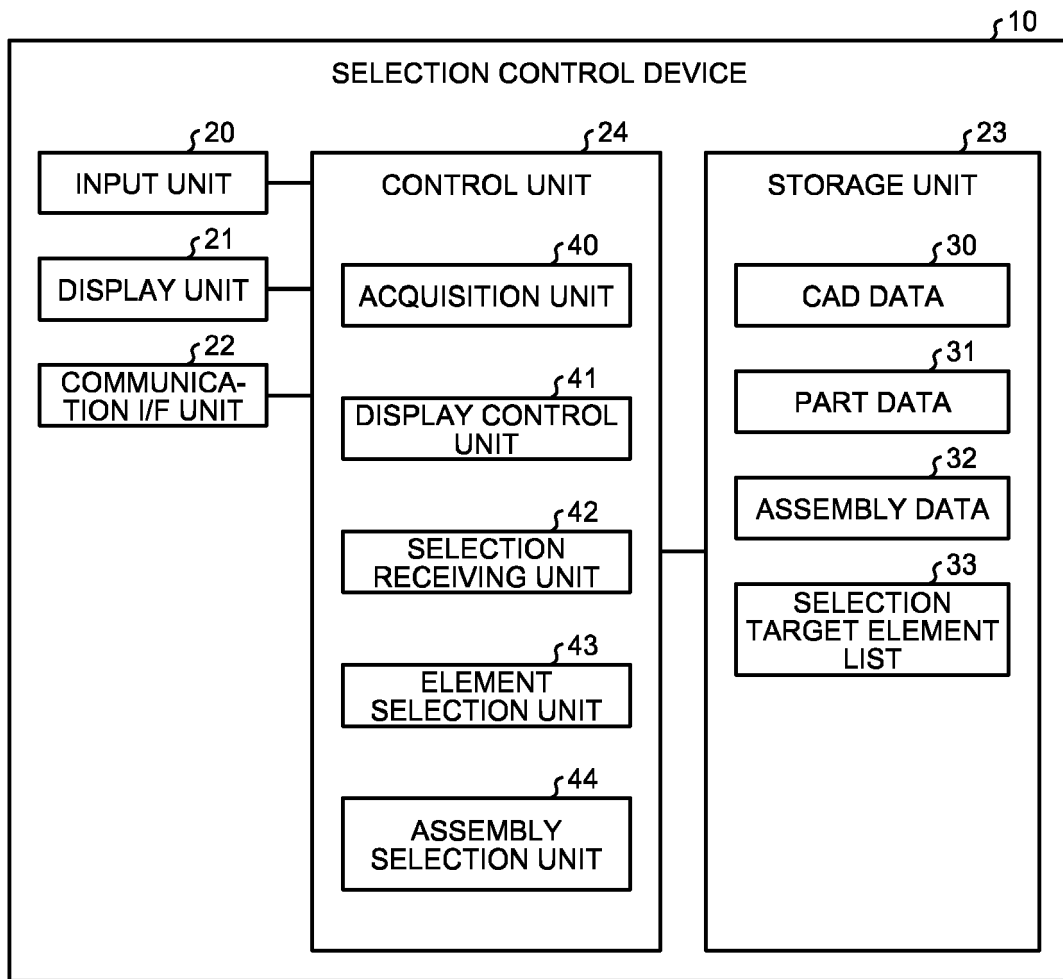 10
SELECTION CONTROL DEVICE
20
INPUT UNIT
21
DISPLAY UNIT
22
COMMUNICA-
TION I/F UNIT
24
CONTROL UNIT
40
ACQUISITION UNIT
41
DISPLAY CONTROL
UNIT
42
SELECTION
RECEIVING UNIT
43
ELEMENT
SELECTION UNIT
44
ASSEMBLY
SELECTION UNIT
23
STORAGE UNIT
30
CAD DATA
31
PART DATA
32
ASSEMBLY DATA
33
SELECTION
TARGET ELEMENT
LIST